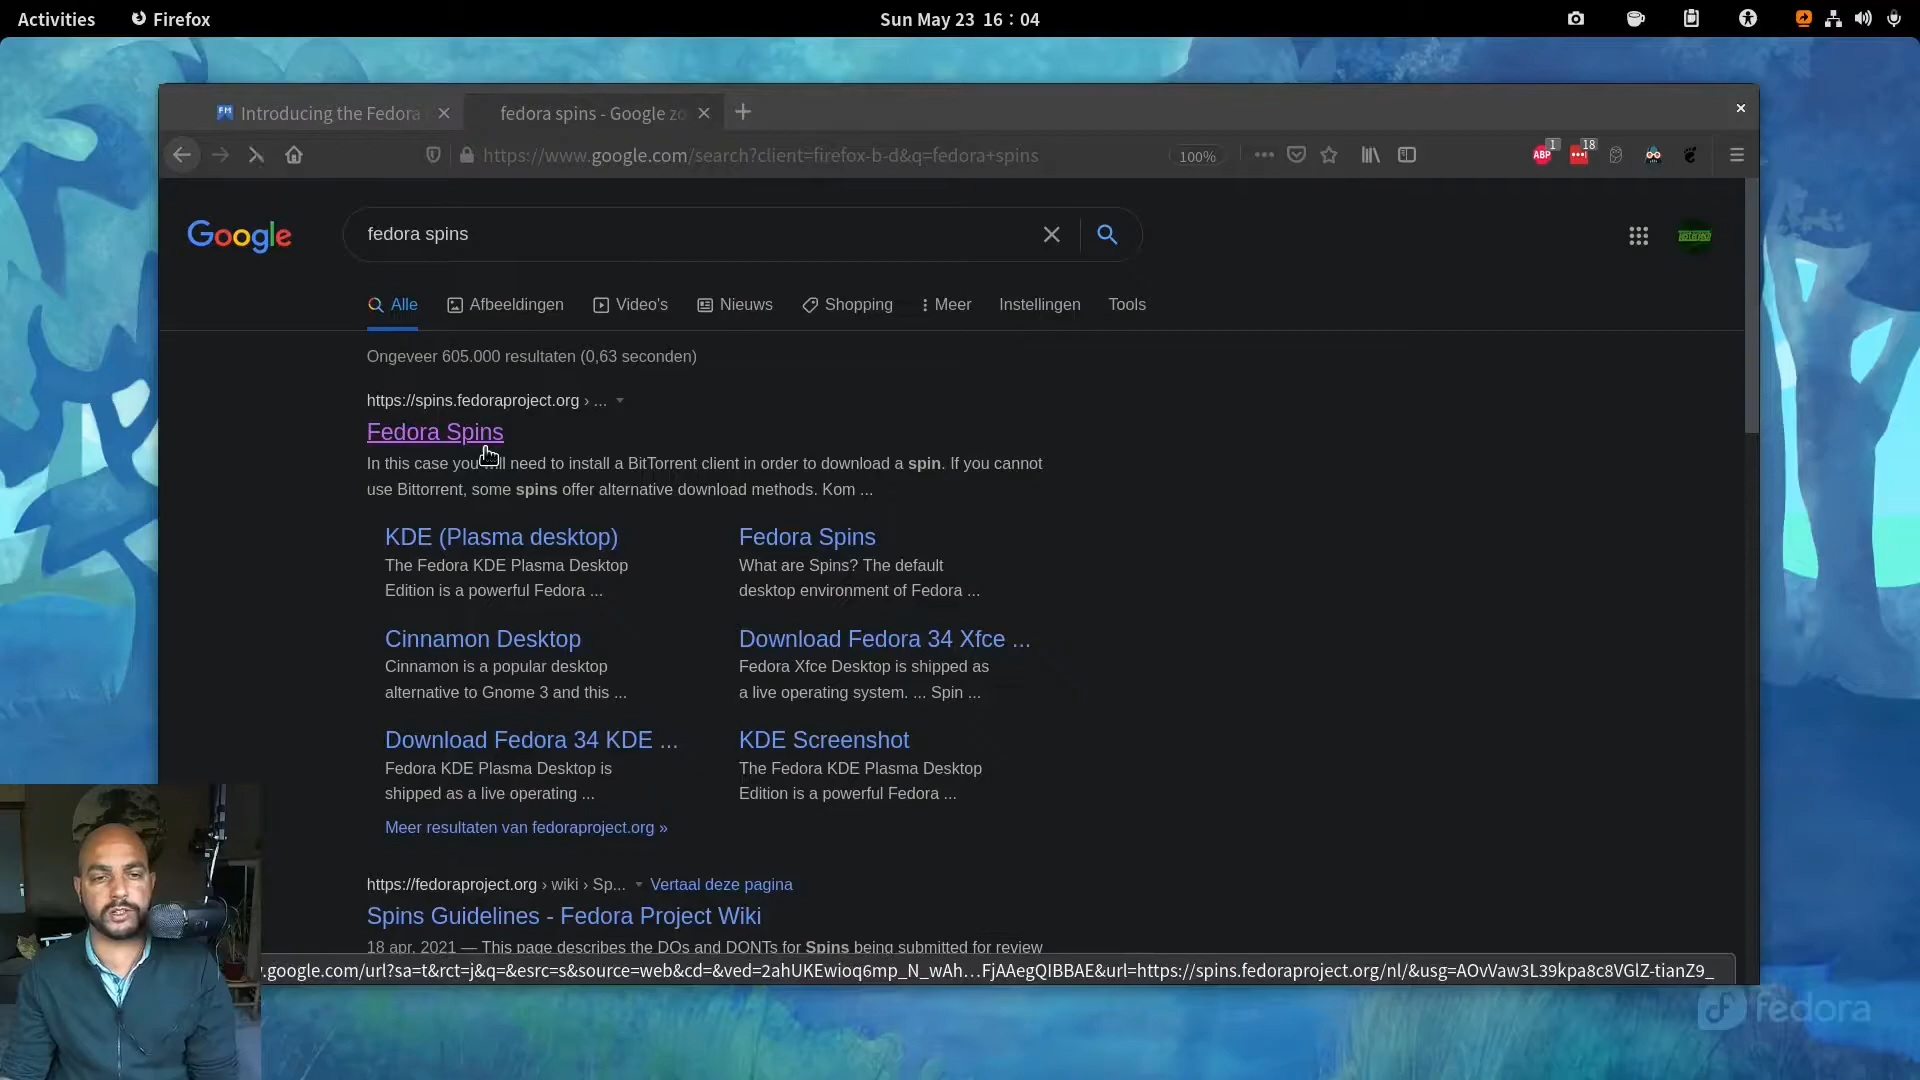 Activities Firefox Sun May 23 16 : 04
Introducing the Fedora fedora spins - Google zo
https://www.google.com/search?client=firefox-b-d&q=fedora+spins 100% ABP 1 18
Google fedora spins
Alle Afbeeldingen Video's Nieuws Shopping Meer Instellingen Tools
Ongeveer 605.000 resultaten (0,63 seconden)
https://spins.fedoraproject.org › ...
Fedora Spins
In this case you will need to install a BitTorrent client in order to download a spin. If you cannot
use Bittorrent, some spins offer alternative download methods. Kom ...
KDE (Plasma desktop)
The Fedora KDE Plasma Desktop
Edition is a powerful Fedora ...
Fedora Spins
What are Spins? The default
desktop environment of Fedora ...
Cinnamon Desktop
Cinnamon is a popular desktop
alternative to Gnome 3 and this ...
Download Fedora 34 Xfce ...
Fedora Xfce Desktop is shipped as
a live operating system. ... Spin ...
Download Fedora 34 KDE ...
Fedora KDE Plasma Desktop is
shipped as a live operating ...
KDE Screenshot
The Fedora KDE Plasma Desktop
Edition is a powerful Fedora ...
Meer resultaten van fedoraproject.org »
https://fedoraproject.org › wiki › Sp... Vertaal deze pagina
Spins Guidelines - Fedora Project Wiki
18 apr. 2021 — This page describes the DOs and DONTs for Spins being submitted for review
.google.com/url?sa=t&rct=j&q=&esrc=s&source=web&cd=&ved=2ahUKEwioq6mp_N_wAh…FjAAegQIBBAE&url=https://spins.fedoraproject.org/nl/&usg=AOvVaw3L39kpa8c8VGlZ-tianZ9_
fedora